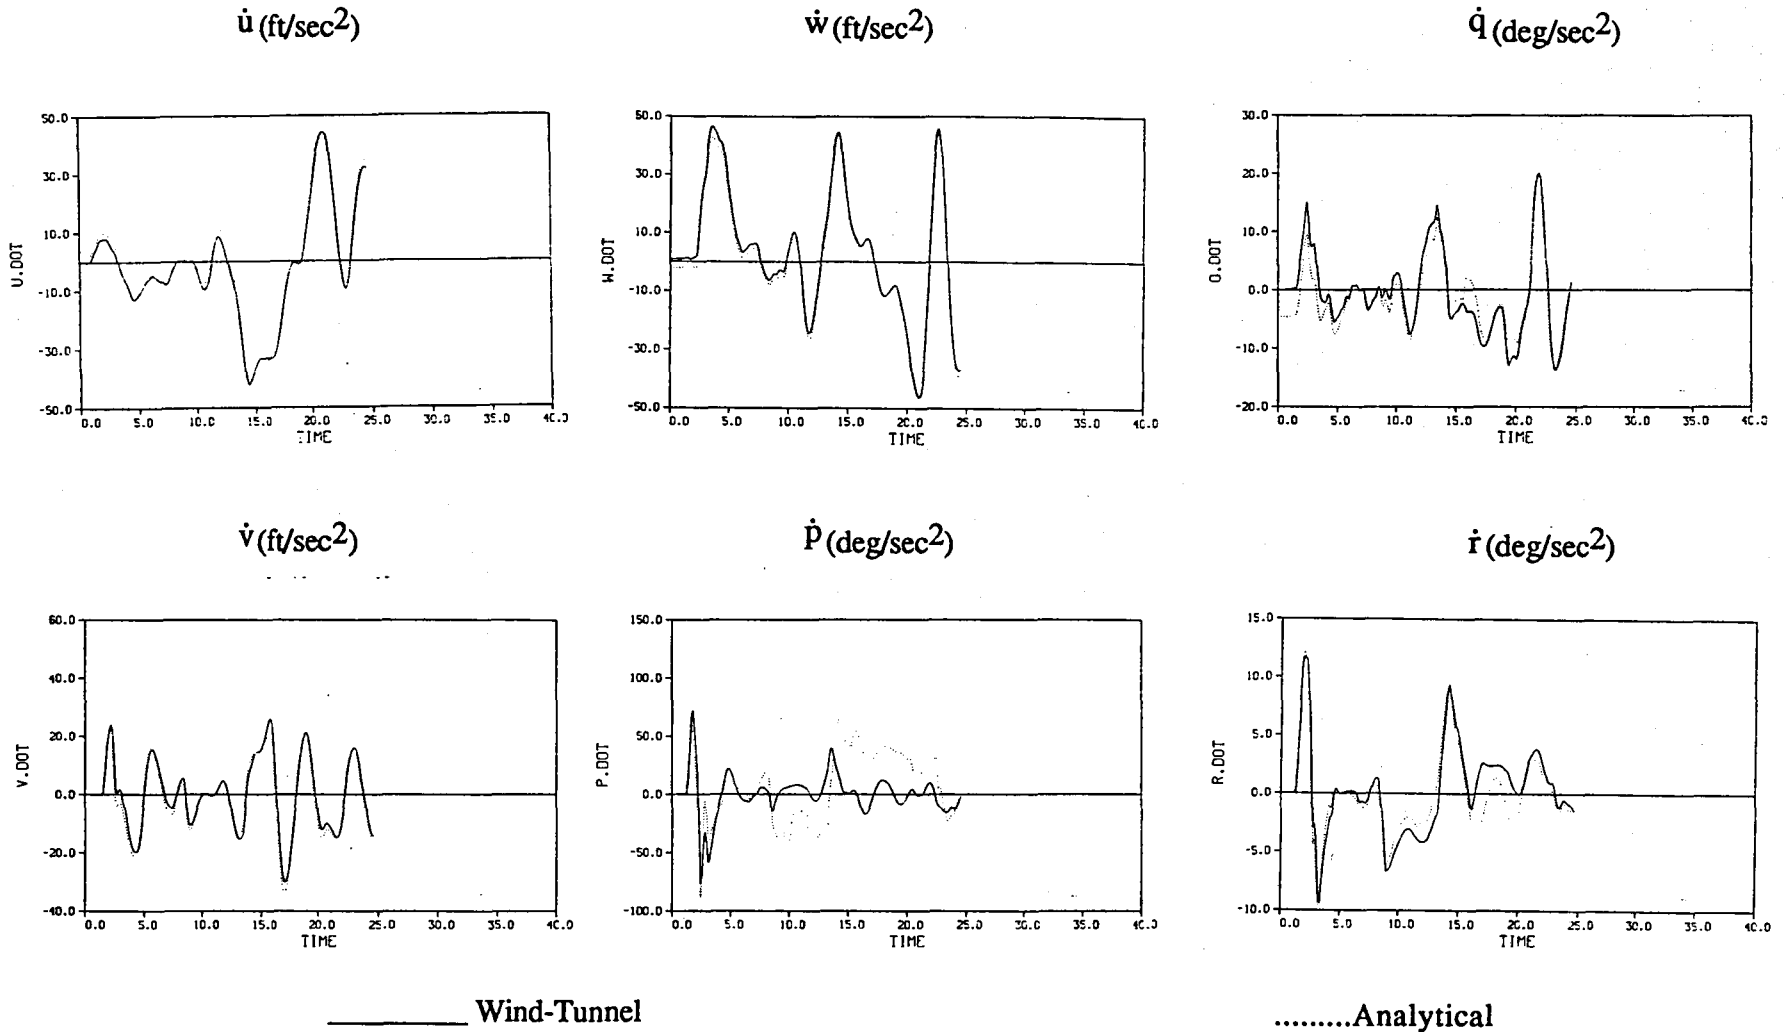 u̇ (ft/sec2)
ẇ (ft/sec2)
q̇ (deg/sec2)
50.0
30.0
10.0
-10.0
-30.0
-50.0
U.DOT
0.0 5.0 10.0 15.0 20.0 25.0 30.0 35.0 40.0
TIME
50.0
30.0
10.0
-10.0
-30.0
-50.0
W.DOT
0.0 5.0 10.0 15.0 20.0 25.0 30.0 35.0 40.0
TIME
30.0
20.0
10.0
0.0
-10.0
-20.0
Q.DOT
0.0 5.0 10.0 15.0 20.0 25.0 30.0 35.0 40.0
TIME
v̇ (ft/sec2)
ṗ (deg/sec2)
ṙ (deg/sec2)
60.0
40.0
20.0
0.0
-20.0
-40.0
V.DOT
0.0 5.0 10.0 15.0 20.0 25.0 30.0 35.0 40.0
TIME
150.0
100.0
50.0
0.0
-50.0
-100.0
P.DOT
0.0 5.0 10.0 15.0 20.0 25.0 30.0 35.0 40.0
TIME
15.0
10.0
5.0
0.0
-5.0
-10.0
R.DOT
0.0 5.0 10.0 15.0 20.0 25.0 30.0 35.0 40.0
TIME
Wind-Tunnel
.........Analytical